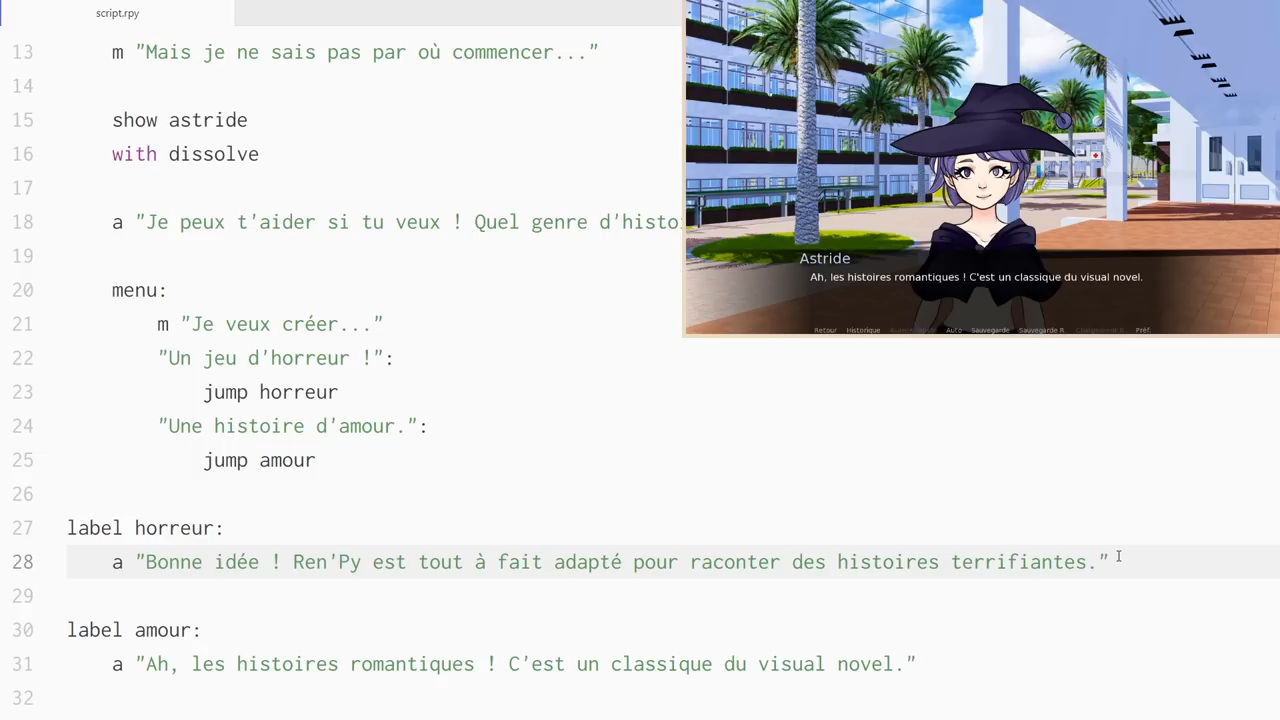 script.rpy
13 m "Mais je ne sais pas par où commencer..."
14
15 show astride
16 with dissolve
17
18 a "Je peux t'aider si tu veux ! Quel genre d'histo
19
20 menu:
21 m "Je veux créer..."
22 "Un jeu d'horreur !":
23 jump horreur
24 "Une histoire d'amour.":
25 jump amour
26
27 label horreur:
28 a "Bonne idée ! Ren'Py est tout à fait adapté pour raconter des histoires terrifiantes."
29
30 label amour:
31 a "Ah, les histoires romantiques ! C'est un classique du visual novel."
32
Astride
Ah, les histoires romantiques ! C'est un classique du visual novel.
Retour Historique Auto Sauvegarde Sauvegarde R. Préf.